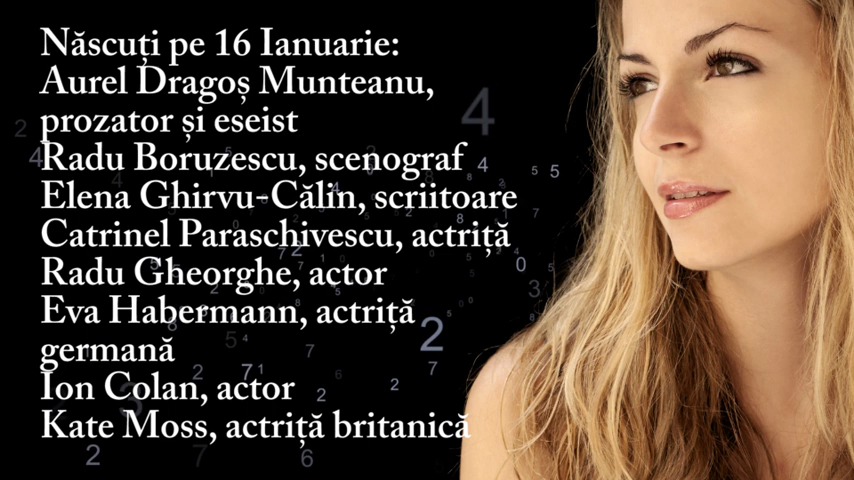 Născuți pe 16 Ianuarie:
Aurel Dragoș Munteanu,
prozator și eseist
Radu Boruzescu, scenograf
Elena Ghirvu-Călin, scriitoare
Catrinel Paraschivescu, actriță
Radu Gheorghe, actor
Eva Habermann, actriță
germană
Ion Colan, actor
Kate Moss, actriță britanică